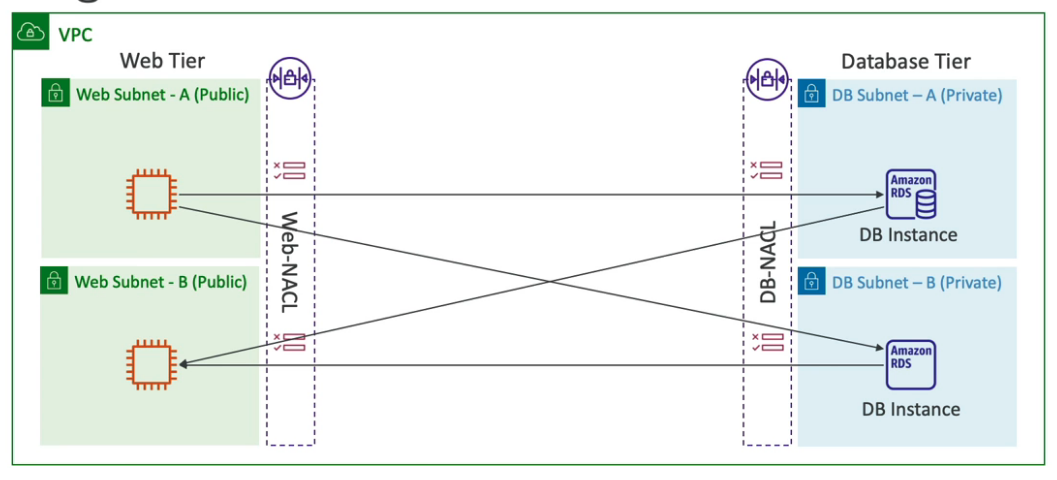 VPC
Web Tier
Database Tier
Web Subnet - A (Public)
DB Subnet – A (Private)
Amazon
RDS
DB Instance
Web-NACL
DB-NACL
Web Subnet - B (Public)
DB Subnet – B (Private)
Amazon
RDS
DB Instance